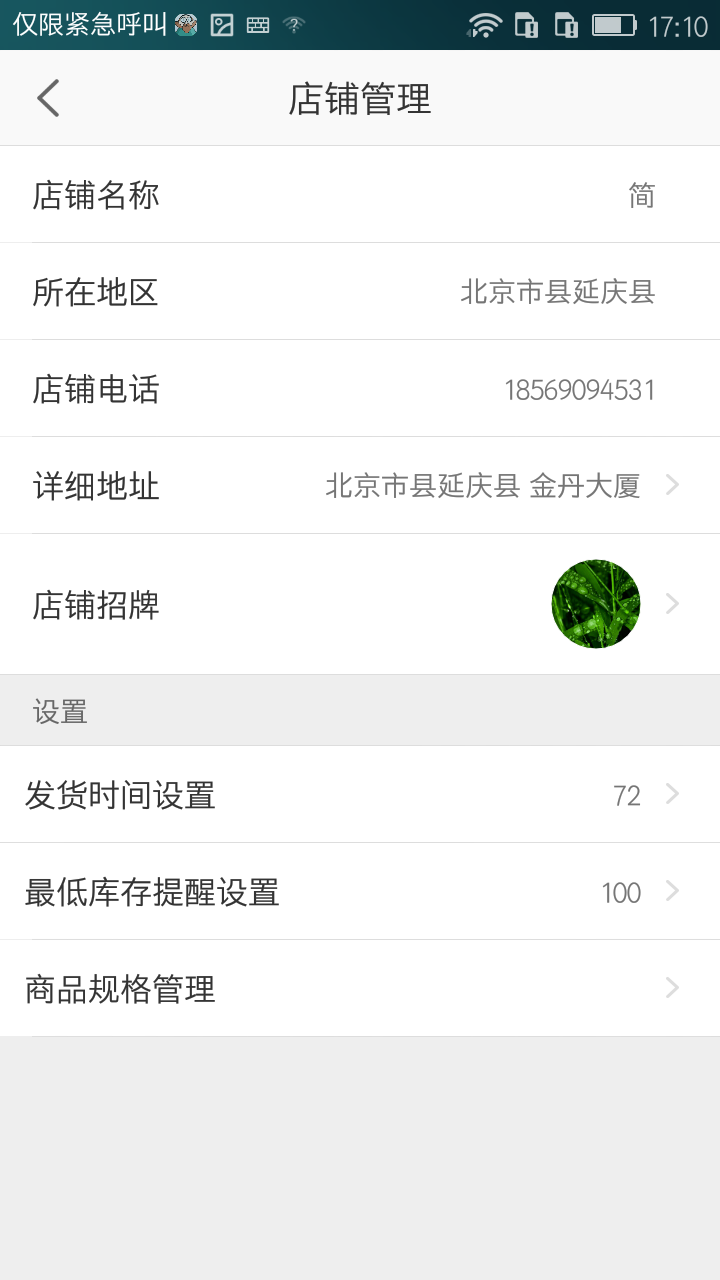 仅限紧急呼叫 17:10
店铺管理
店铺名称 简
所在地区 北京市县延庆县
店铺电话 18569094531
详细地址 北京市县延庆县 金丹大厦
店铺招牌
设置
发货时间设置 72
最低库存提醒设置 100
商品规格管理